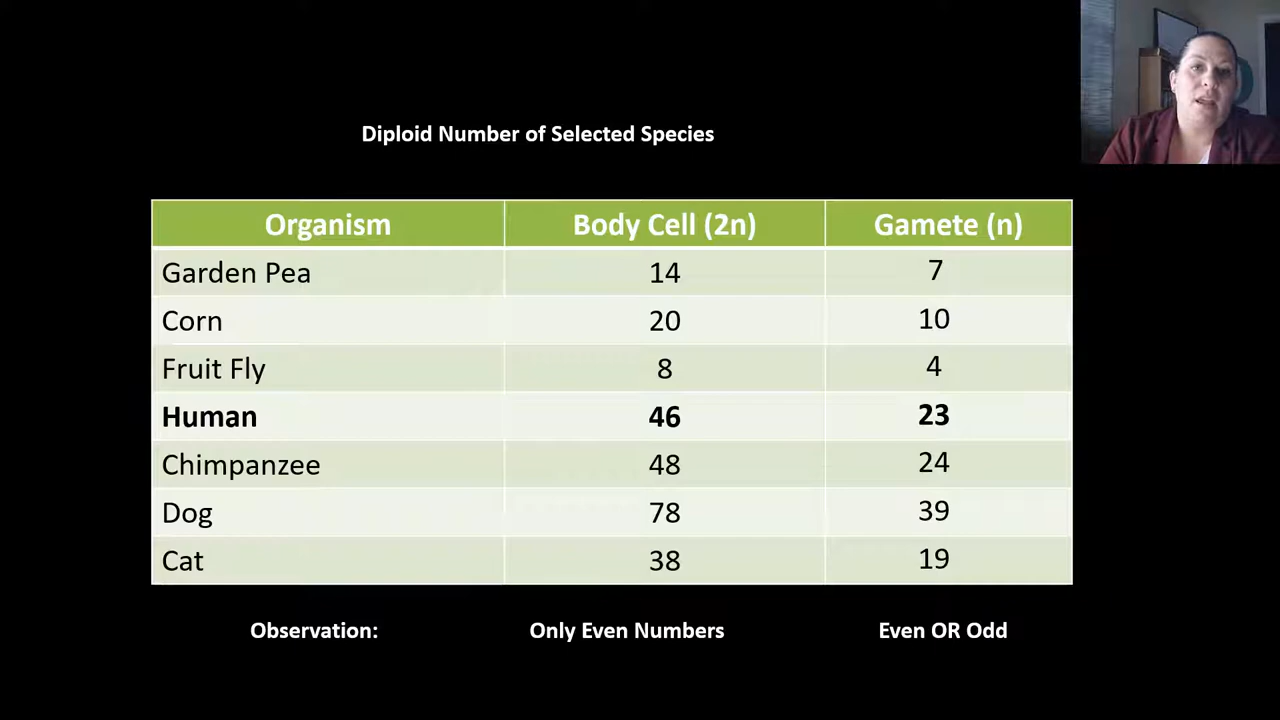 Diploid Number of Selected Species
Organism Body Cell (2n) Gamete (n)
Garden Pea 14 7
Corn 20 10
Fruit Fly 8 4
Human 46 23
Chimpanzee 48 24
Dog 78 39
Cat 38 19
Observation: Only Even Numbers Even OR Odd